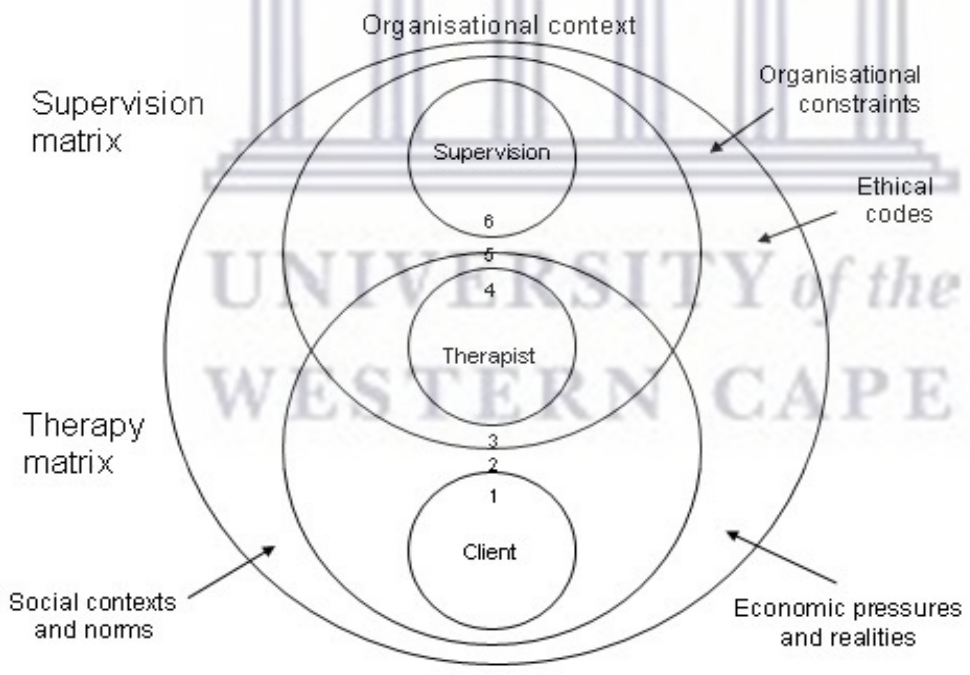 Organisational context
Supervision
matrix
Organisational
constraints
Supervision
Ethical
codes
6
5
4
UNIVERSITY of the
Therapist
WESTERN CAPE
Therapy
matrix
3
2
1
Client
Social contexts
and norms
Economic pressures
and realities